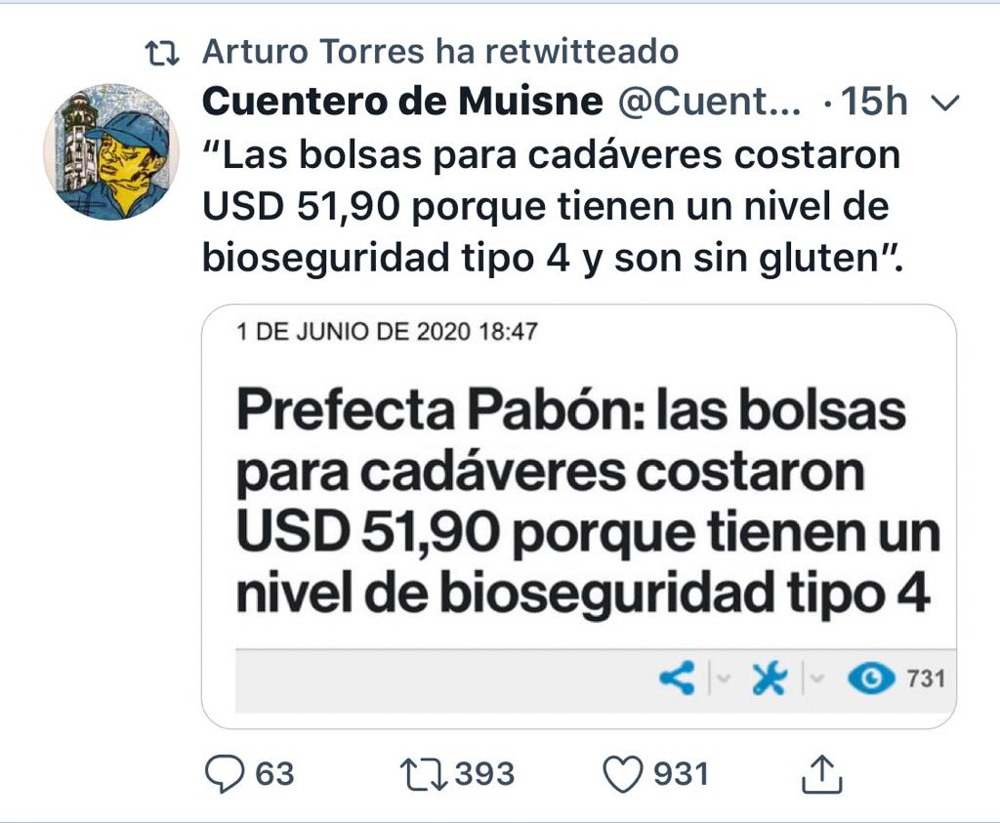 Arturo Torres ha retwitteado
Cuentero de Muisne @Cuent... · 15h
“Las bolsas para cadáveres costaron
USD 51,90 porque tienen un nivel de
bioseguridad tipo 4 y son sin gluten”.
1 DE JUNIO DE 2020 18:47
Prefecta Pabón: las bolsas
para cadáveres costaron
USD 51,90 porque tienen un
nivel de bioseguridad tipo 4
731
63 393 931